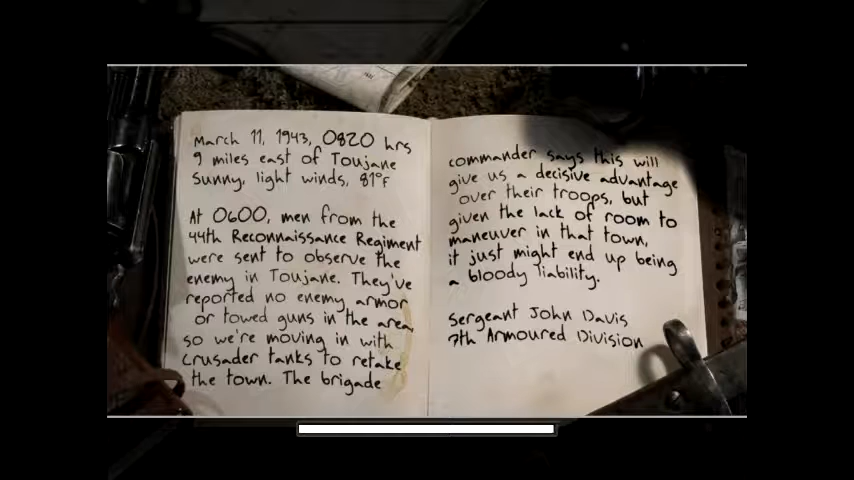 March 11, 1943, 0820 hrs
9 miles east of Toujane
Sunny, light winds, 81°F
At 0600, men from the
44th Reconnaissance Regiment
were sent to observe the
enemy in Toujane. They've
reported no enemy armor
or towed guns in the area
so we're moving in with
Crusader tanks to retake
the town. The brigade
commander says this will
give us a decisive advantage
over their troops, but
given the lack of room to
maneuver in that town,
it just might end up being
a bloody liability.
Sergeant John Davis
7th Armoured Division